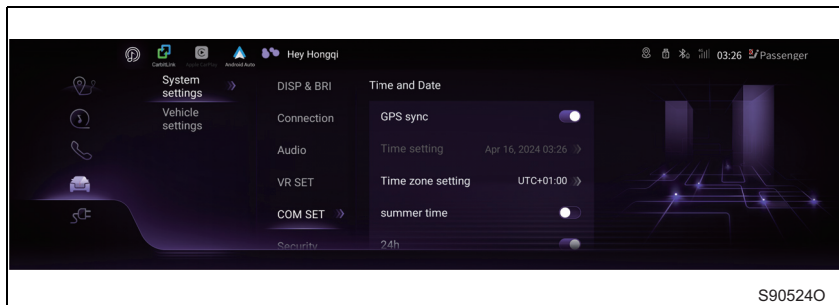 CarbitLink
Apple CarPlay
Android Auto
Hey Hongqi
03:26
Passenger
System
settings
Vehicle
settings
DISP & BRI
Connection
Audio
VR SET
COM SET
Security
Time and Date
GPS sync
Time setting Apr 16, 2024 03:26
Time zone setting UTC+01:00
summer time
24h
S90524O